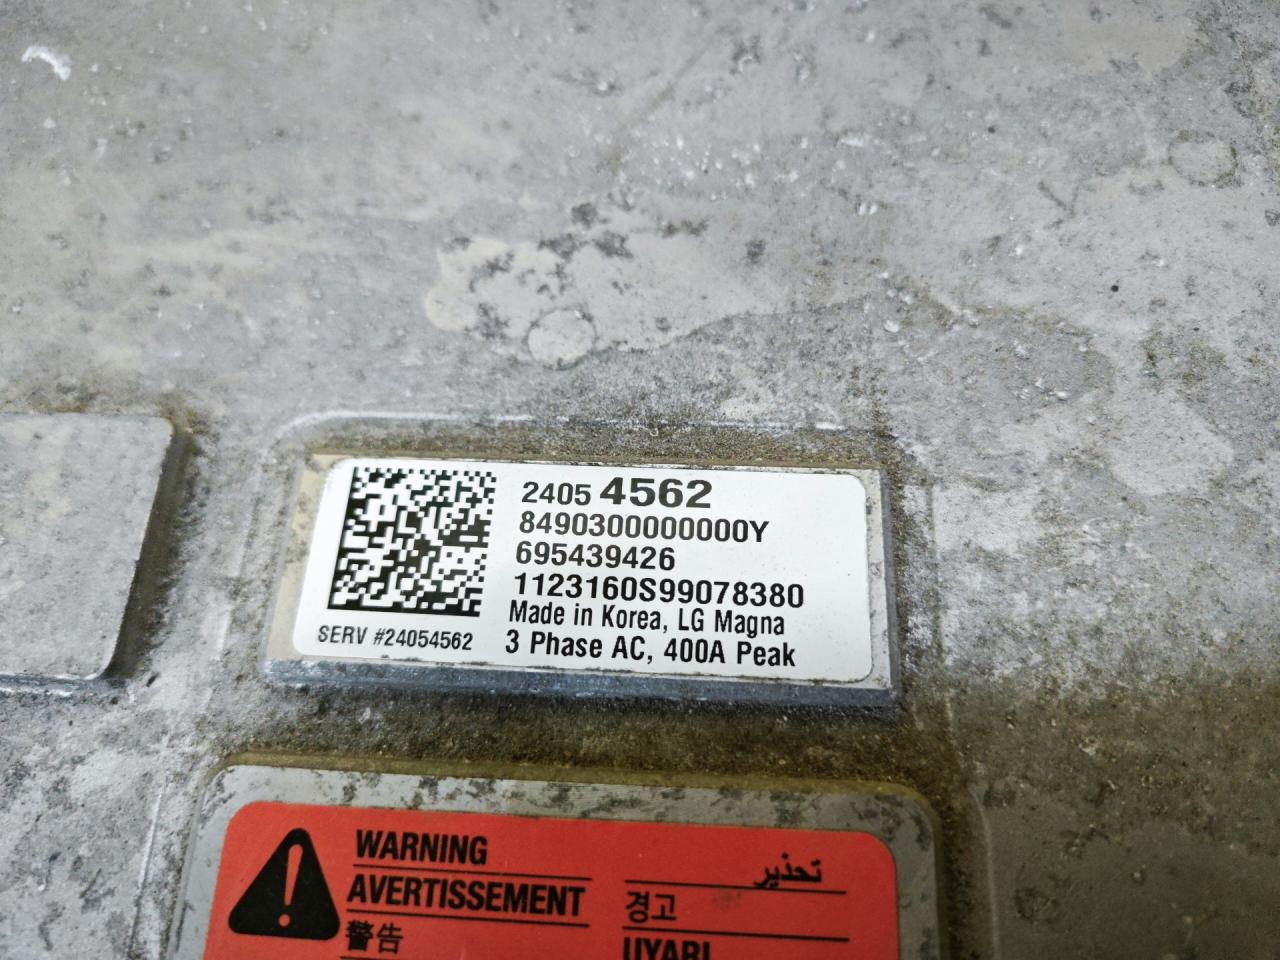 2405 4562
8490300000000Y
695439426
1123160S99078380
Made in Korea, LG Magna
SERV #24054562
3 Phase AC, 400A Peak
WARNING
تحذير
AVERTISSEMENT
경고
警告
UYARI